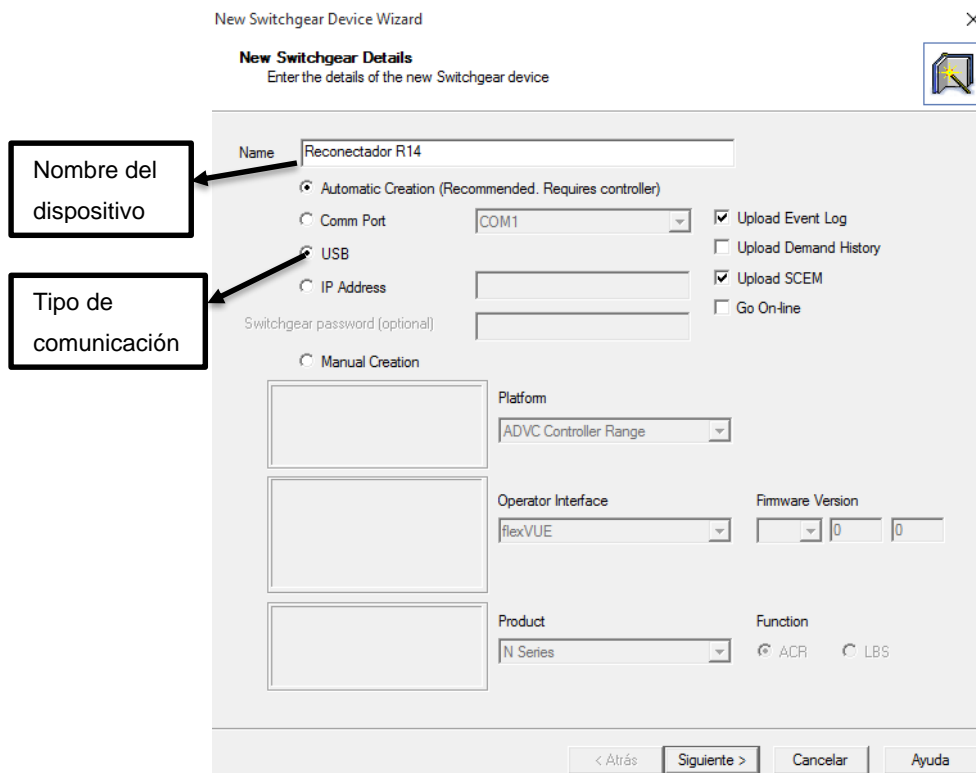 New Switchgear Device Wizard
New Switchgear Details
Enter the details of the new Switchgear device
Nombre del
dispositivo
Name
Reconectador R14
Automatic Creation (Recommended. Requires controller)
Comm Port
COM1
Upload Event Log
USB
Upload Demand History
Tipo de
comunicación
IP Address
Upload SCEM
Go On-line
Switchgear password (optional)
Manual Creation
Platform
ADVC Controller Range
Operator Interface
Firmware Version
flexVUE
0
0
Product
Function
N Series
ACR
LBS
< Atrás
Siguiente >
Cancelar
Ayuda